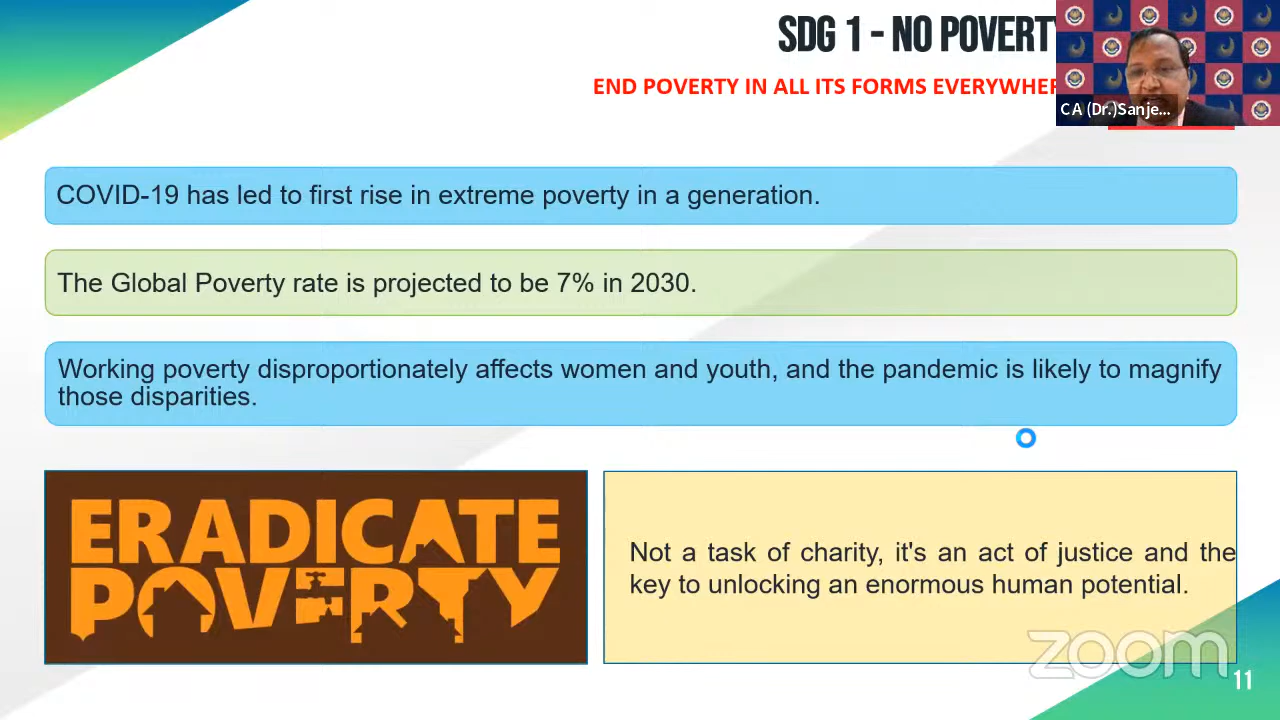 SDG 1 - NO POVERTY
END POVERTY IN ALL ITS FORMS EVERYWHER
C A (Dr.)Sanje...
COVID-19 has led to first rise in extreme poverty in a generation.
The Global Poverty rate is projected to be 7% in 2030.
Working poverty disproportionately affects women and youth, and the pandemic is likely to magnify
those disparities.
ERADICATE
POVERTY
Not a task of charity, it's an act of justice and the
key to unlocking an enormous human potential.
zoom
11